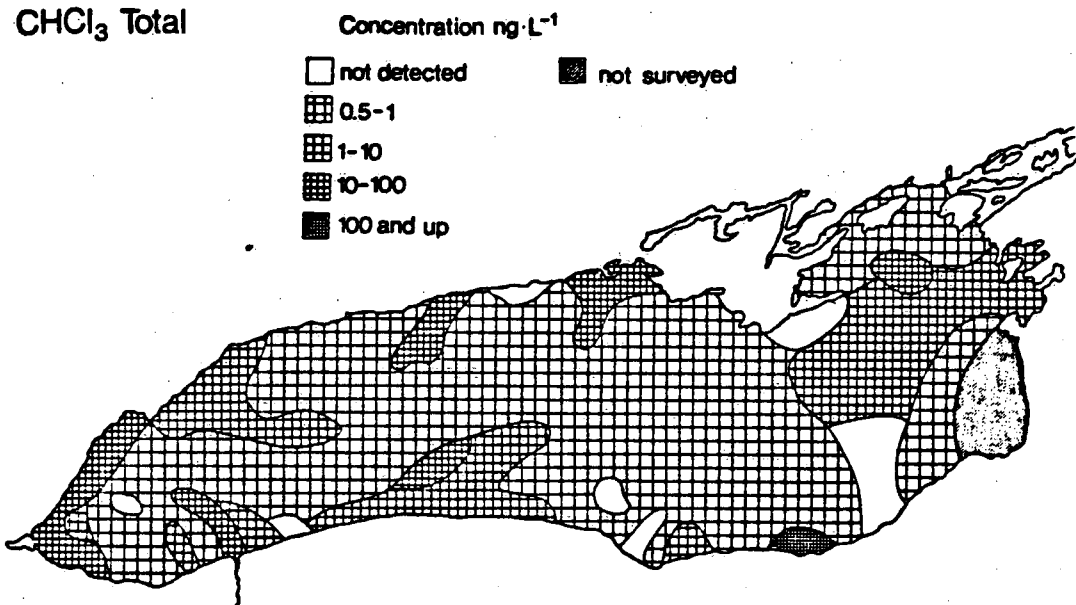 CHCl₃ Total
Concentration ng·L⁻¹
not detected
not surveyed
0.5-1
1-10
10-100
100 and up